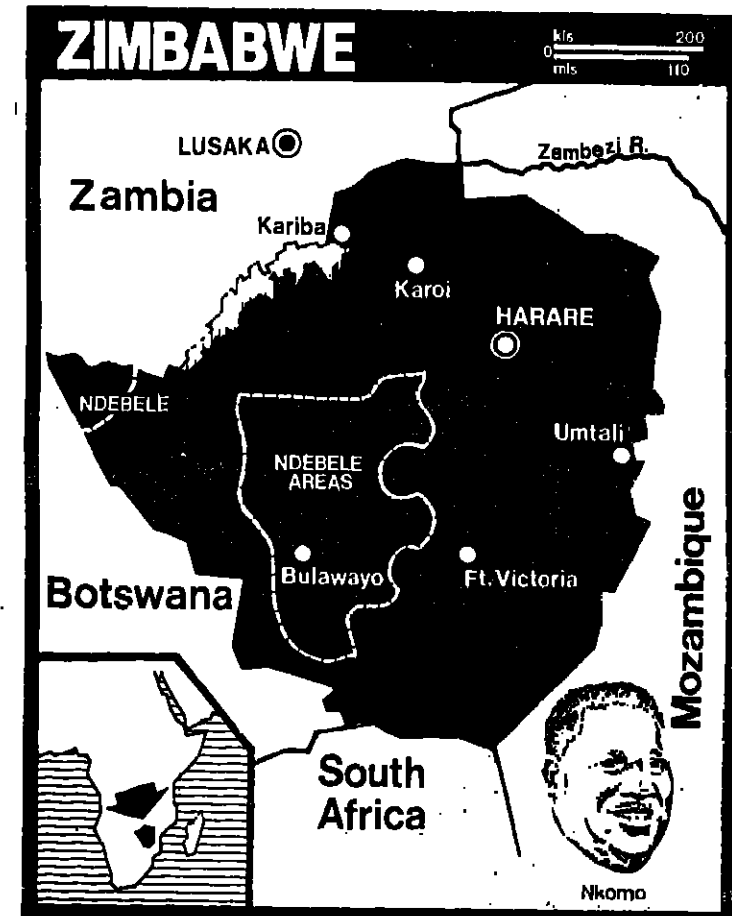 ZIMBABWE
kls 200
0
mls 110
LUSAKA
Zambezi R.
Zambia
Kariba
Karoi
HARARE
NDEBELE
Umtali
NDEBELE
AREAS
Bulawayo
Ft. Victoria
Botswana
Mozambique
South
Africa
Nkomo